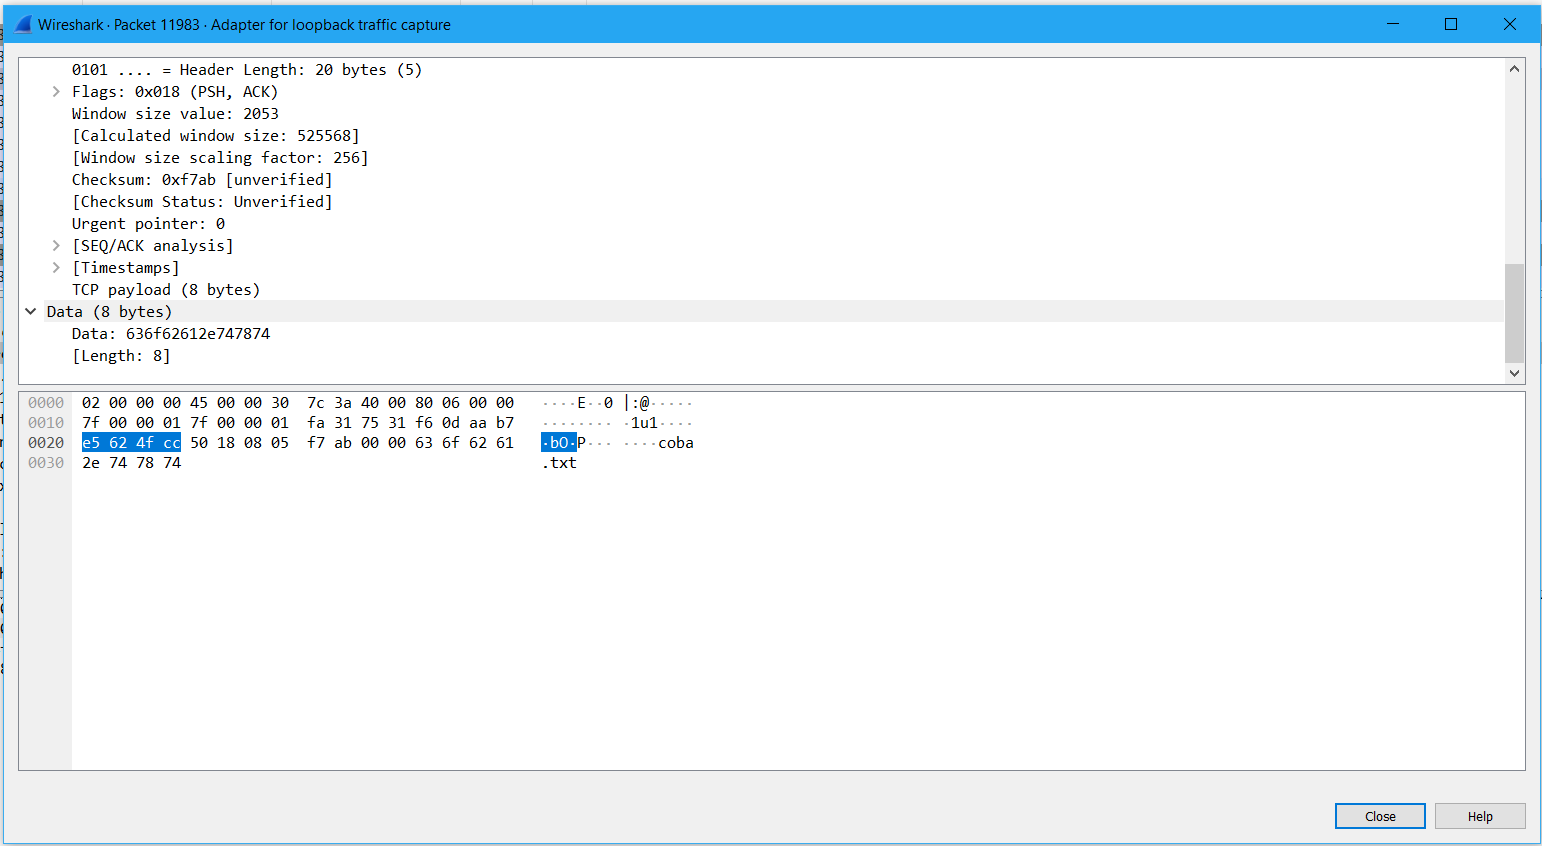 Wireshark · Packet 11983 · Adapter for loopback traffic capture
0101 .... = Header Length: 20 bytes (5)
Flags: 0x018 (PSH, ACK)
Window size value: 2053
[Calculated window size: 525568]
[Window size scaling factor: 256]
Checksum: 0xf7ab [unverified]
[Checksum Status: Unverified]
Urgent pointer: 0
[SEQ/ACK analysis]
[Timestamps]
TCP payload (8 bytes)
Data (8 bytes)
Data: 636f62612e747874
[Length: 8]
0000 02 00 00 00 45 00 00 30 7c 3a 40 00 80 06 00 00 ····E··0 |:@·····
0010 7f 00 00 01 7f 00 00 01 fa 31 75 31 f6 0d aa b7 ········ ·1u1····
0020 e5 62 4f cc 50 18 08 05 f7 ab 00 00 63 6f 62 61 ·bO·P··· ····coba
0030 2e 74 78 74 .txt
Close Help